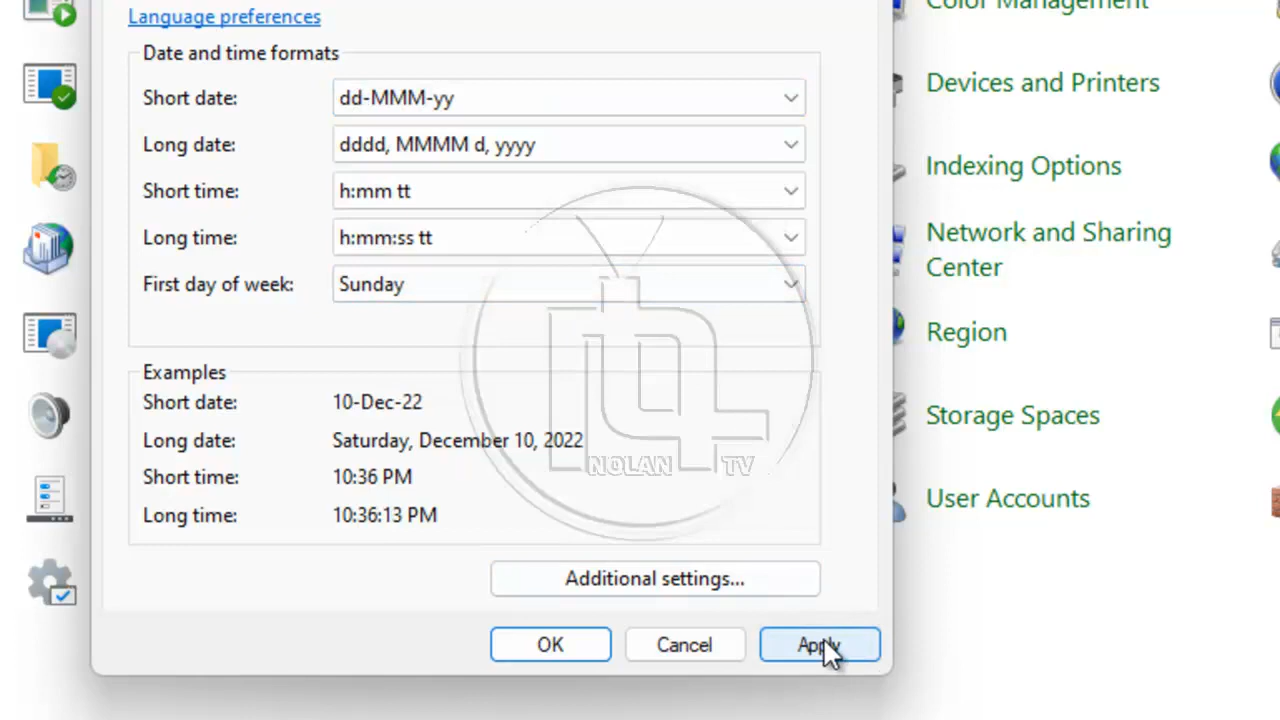 Language preferences
Date and time formats
Short date: dd-MMM-yy
Long date: dddd, MMMM d, yyyy
Short time: h:mm tt
Long time: h:mm:ss tt
First day of week: Sunday
Examples
Short date: 10-Dec-22
Long date: Saturday, December 10, 2022
Short time: 10:36 PM
Long time: 10:36:13 PM
Additional settings...
OK Cancel Apply
Color Management
Devices and Printers
Indexing Options
Network and Sharing
Center
Region
Storage Spaces
User Accounts
NOLAN TV